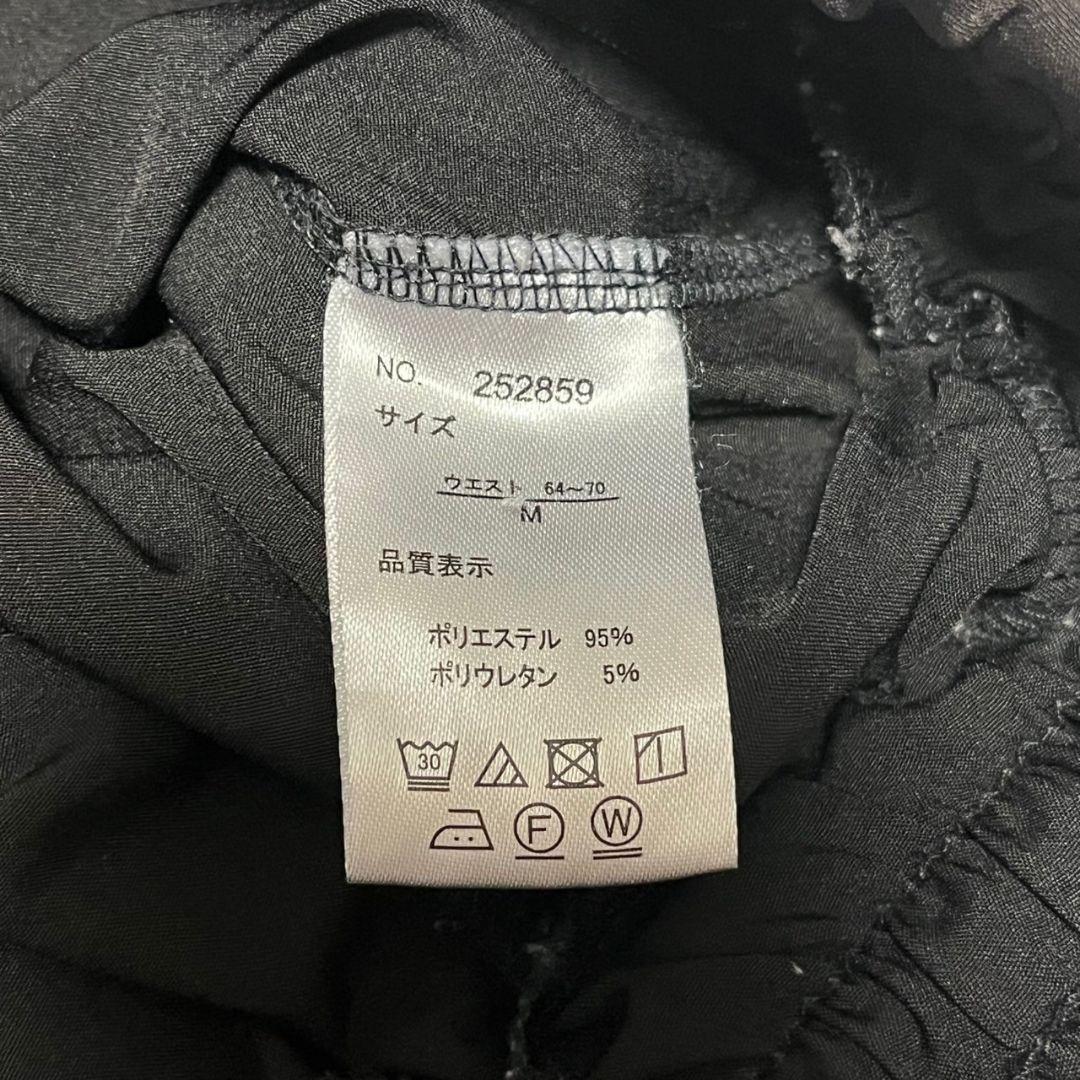 NO. 252859
サイズ
ウエスト 64~70
M
品質表示
ポリエステル 95%
ポリウレタン 5%
30
F W